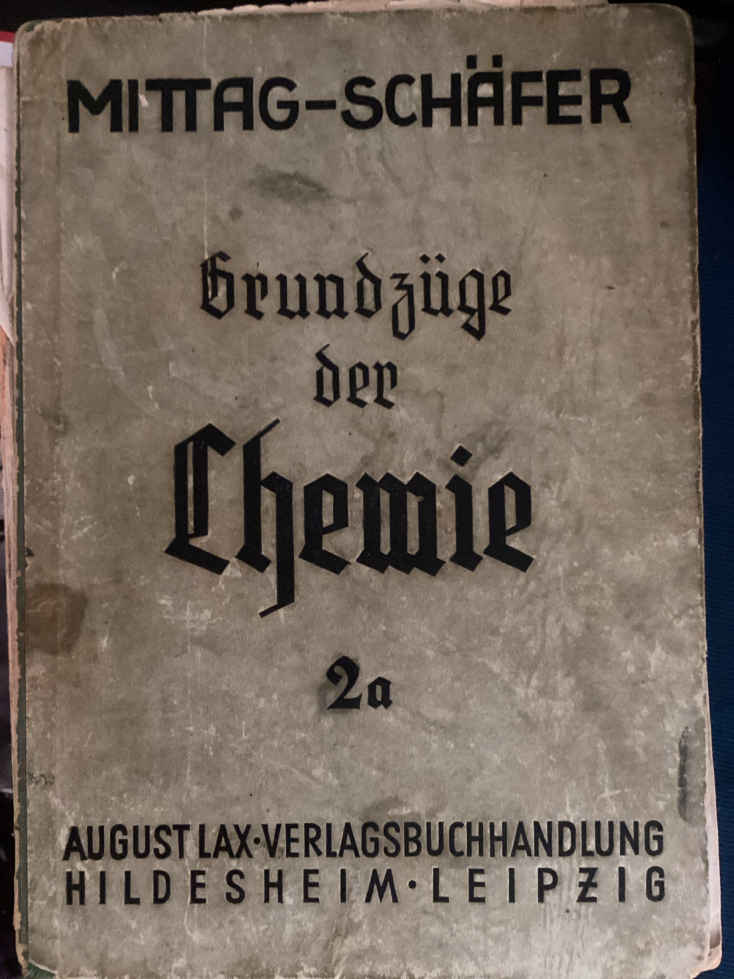 MITTAG-SCHÄFER
Grundzüge
der
Chemie
2a
AUGUST LAX·VERLAGSBUCHHANDLUNG
HILDESHEIM·LEIPZIG